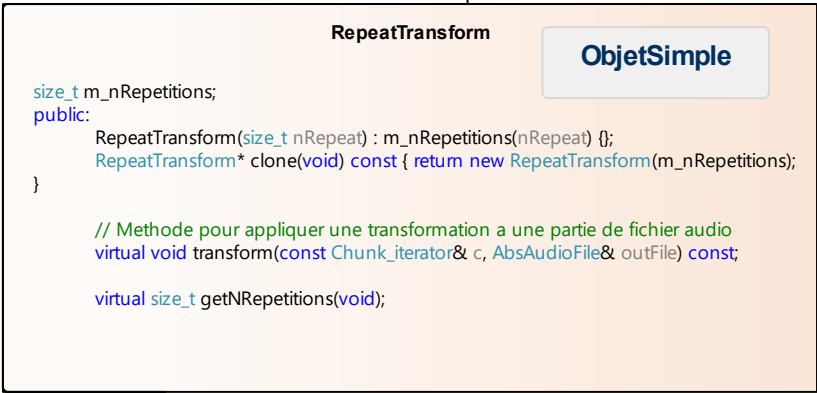 RepeatTransform
ObjetSimple
size_t m_nRepetitions;
public:
RepeatTransform(size_t nRepeat) : m_nRepetitions(nRepeat) {};
RepeatTransform* clone(void) const { return new RepeatTransform(m_nRepetitions);
}
// Methode pour appliquer une transformation a une partie de fichier audio
virtual void transform(const Chunk_iterator& c, AbsAudioFile& outFile) const;
virtual size_t getNRepetitions(void);